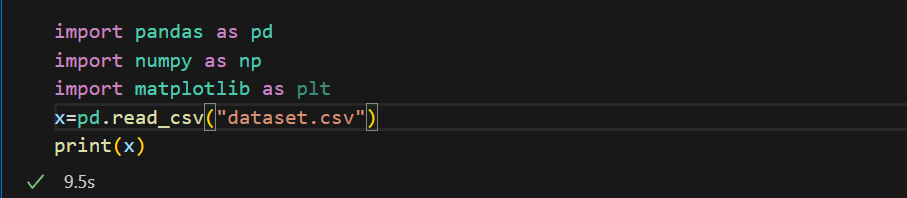 import pandas as pd
import numpy as np
import matplotlib as plt
x=pd.read_csv("dataset.csv")
print(x)
9.5s